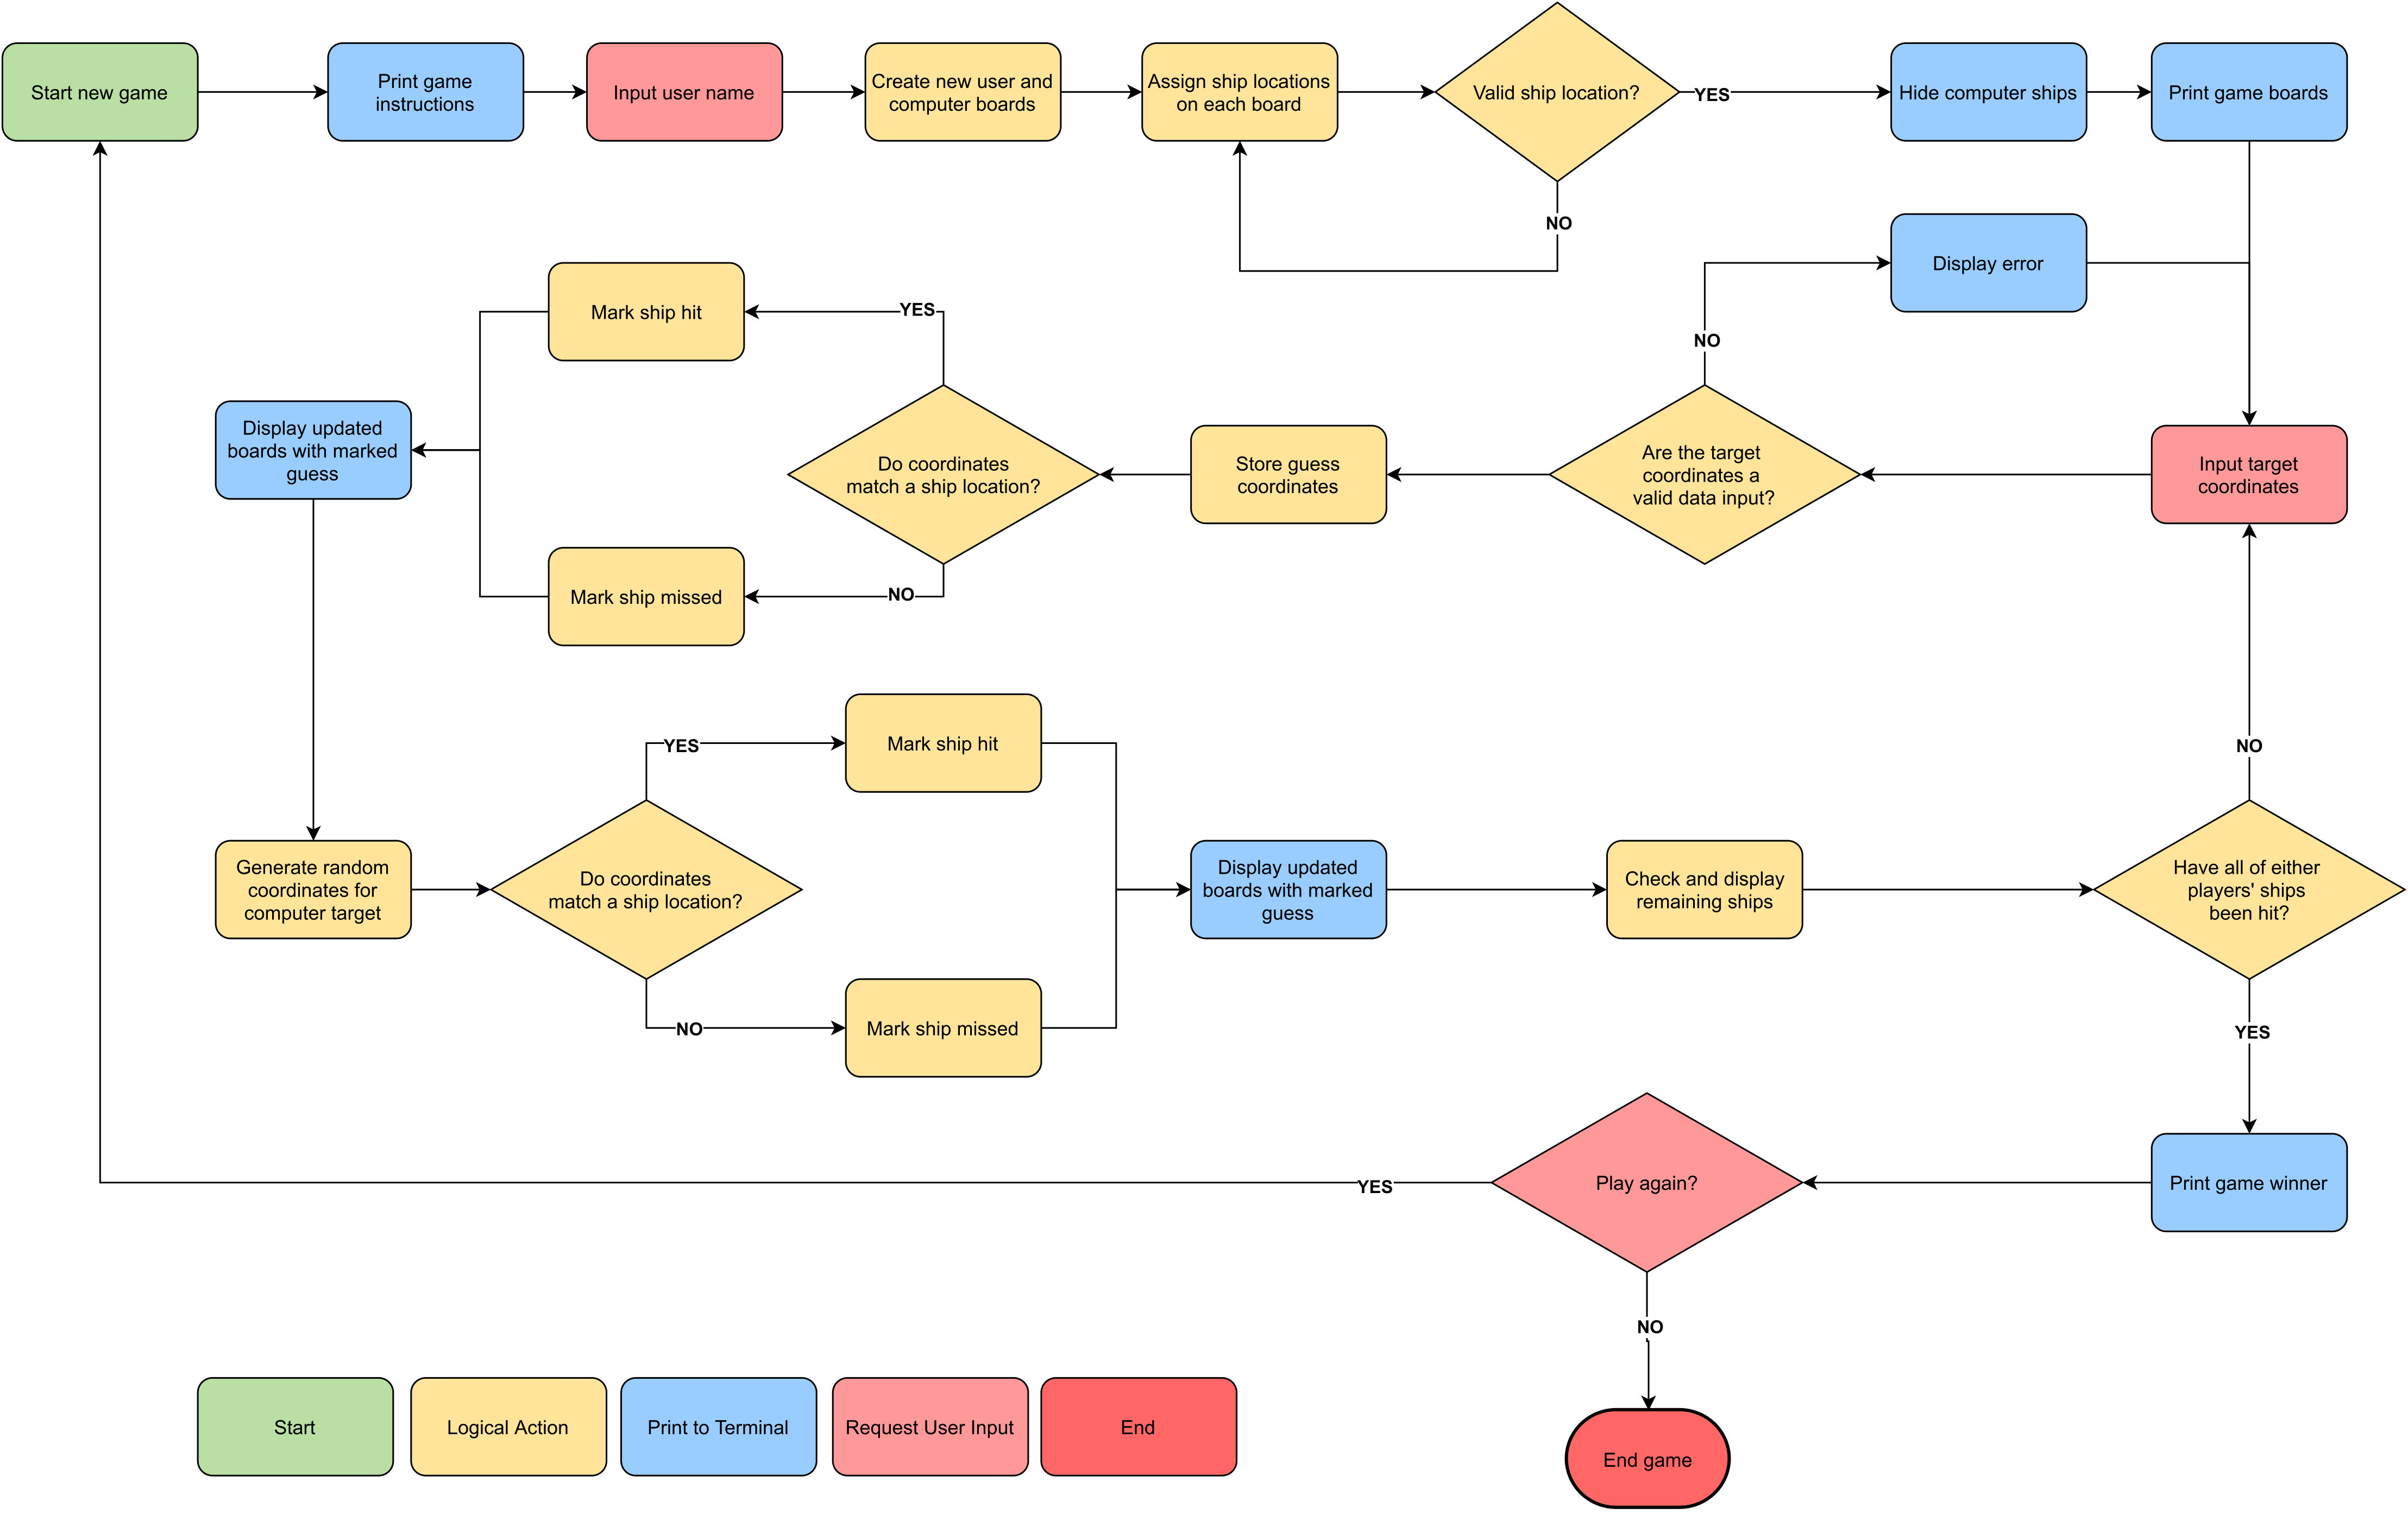 Start new game
Print game
instructions
Input user name
Create new user and
computer boards
Assign ship locations
on each board
Valid ship location?
YES
Hide computer ships
Print game boards
NO
Display error
NO
Mark ship hit
YES
Display updated
boards with marked
guess
Do coordinates
match a ship location?
Store guess
coordinates
Are the target
coordinates a
valid data input?
Input target
coordinates
Mark ship missed
NO
YES
Mark ship hit
NO
Generate random
coordinates for
computer target
Do coordinates
match a ship location?
Display updated
boards with marked
guess
Check and display
remaining ships
Have all of either
players' ships
been hit?
NO
Mark ship missed
YES
YES
Play again?
Print game winner
NO
Start
Logical Action
Print to Terminal
Request User Input
End
End game